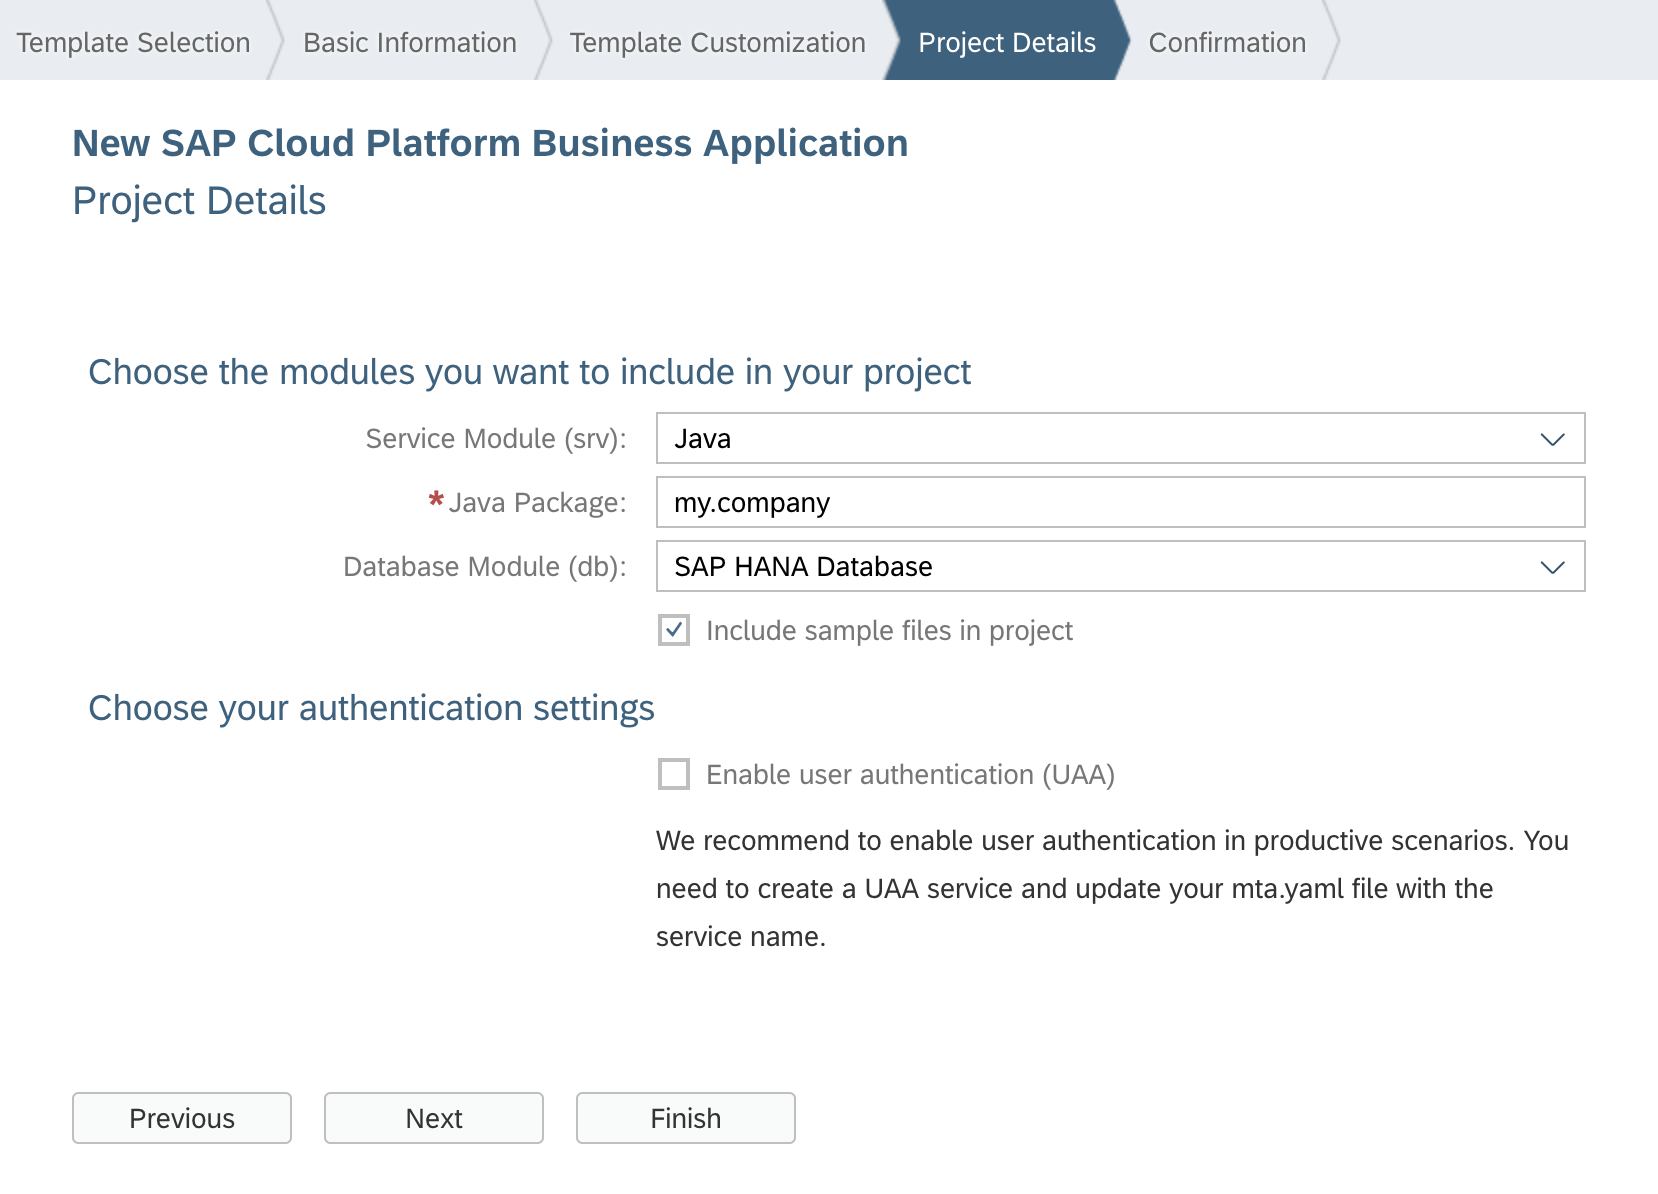 Template Selection
Basic Information
Template Customization
Project Details
Confirmation
New SAP Cloud Platform Business Application
Project Details
Choose the modules you want to include in your project
Service Module (srv): Java
*Java Package: my.company
Database Module (db): SAP HANA Database
Include sample files in project
Choose your authentication settings
Enable user authentication (UAA)
We recommend to enable user authentication in productive scenarios. You
need to create a UAA service and update your mta.yaml file with the
service name.
Previous
Next
Finish